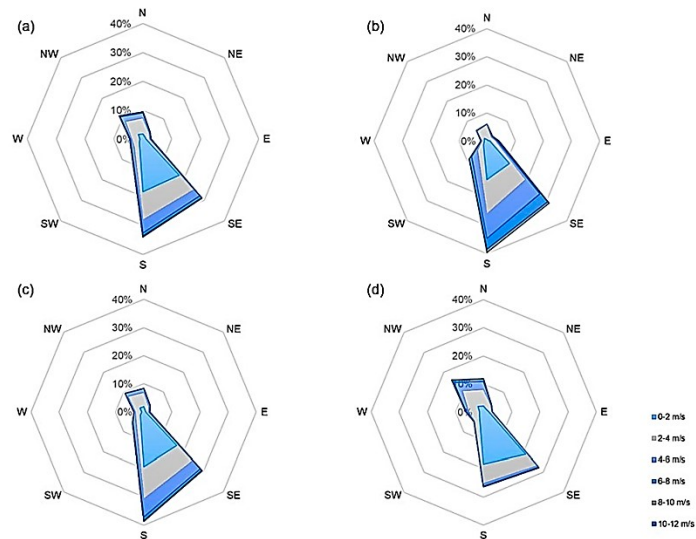 (a)
N
40%
30%
20%
10%
0%
NW
NE
W
E
SW
SE
S
(b)
N
40%
30%
20%
10%
0%
NW
NE
W
E
SW
SE
S
(c)
N
40%
30%
20%
10%
0%
NW
NE
W
E
SW
SE
S
(d)
N
40%
30%
20%
0%
0%
NW
NE
W
E
SW
SE
S
0-2 m/s
2-4 m/s
4-6 m/s
6-8 m/s
8-10 m/s
10-12 m/s